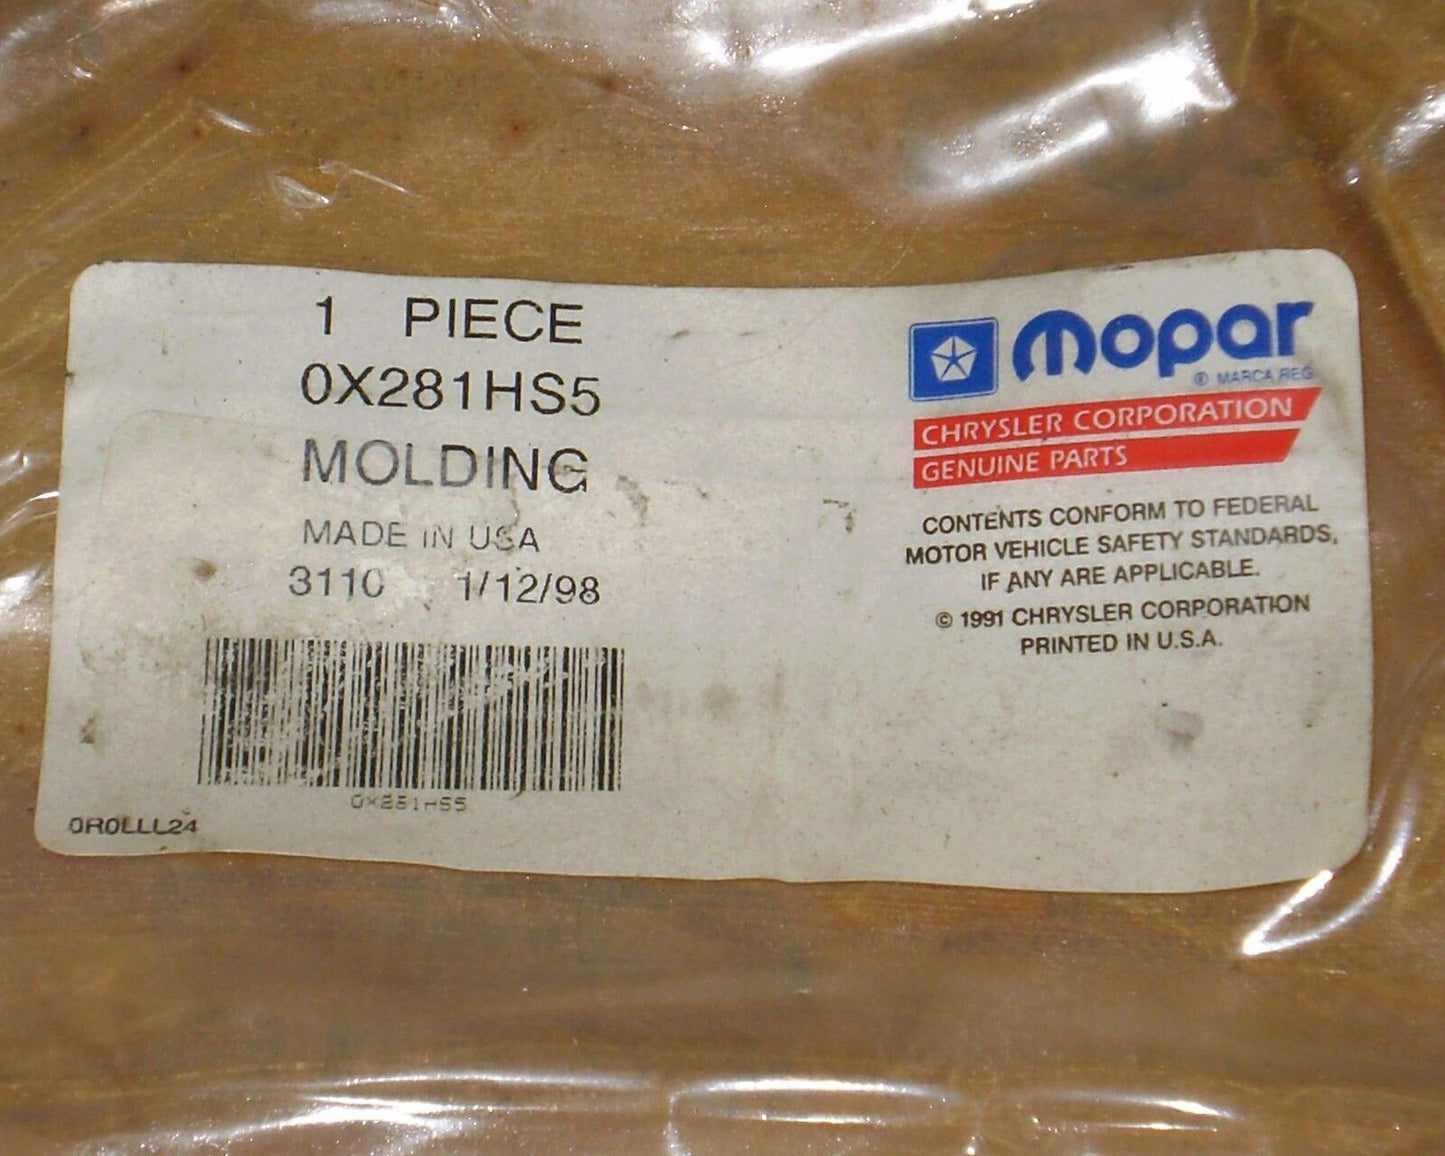 1 PIECE
0X281HS5
MOLDING
MADE IN USA
3110 1/12/98
0X281HS5
0R0LLL24
mopar
® MARCA REG
CHRYSLER CORPORATION
GENUINE PARTS
CONTENTS CONFORM TO FEDERAL
MOTOR VEHICLE SAFETY STANDARDS,
IF ANY ARE APPLICABLE.
© 1991 CHRYSLER CORPORATION
PRINTED IN U.S.A.